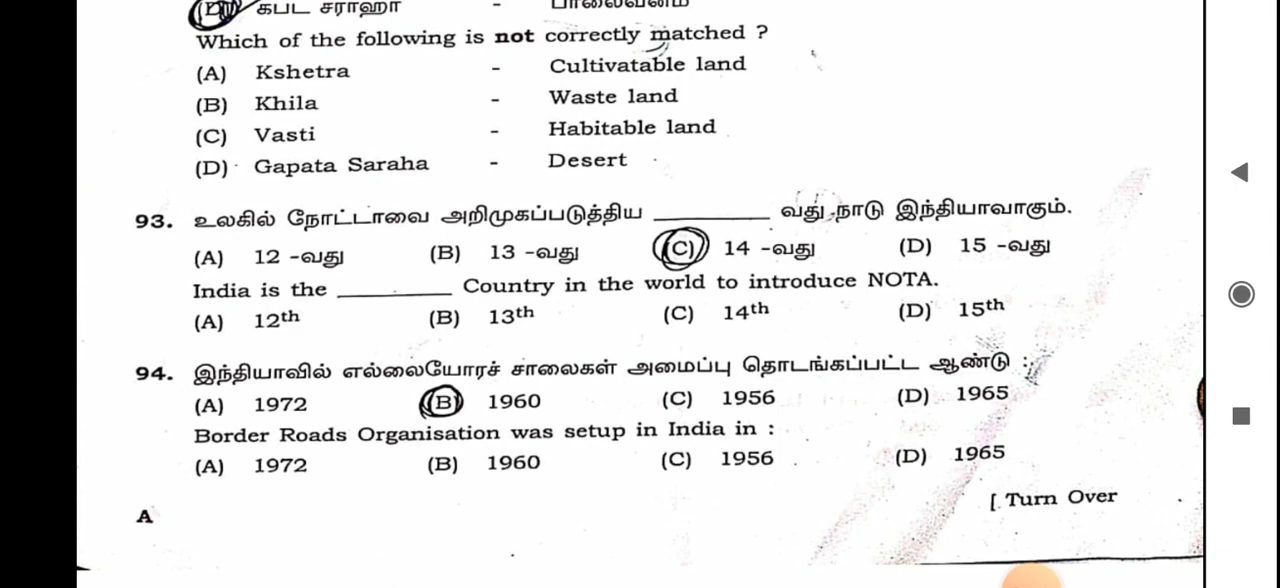 (D) கபட சராஹா - பாலைவனம்
Which of the following is not correctly matched ?
(A) Kshetra - Cultivatable land
(B) Khila - Waste land
(C) Vasti - Habitable land
(D) Gapata Saraha - Desert
93. உலகில் நோட்டாவை அறிமுகப்படுத்திய ________ வது நாடு இந்தியாவாகும்.
(A) 12 -வது (B) 13 -வது (C) 14 -வது (D) 15 -வது
India is the ________ Country in the world to introduce NOTA.
(A) 12th (B) 13th (C) 14th (D) 15th
94. இந்தியாவில் எல்லையோரச் சாலைகள் அமைப்பு தொடங்கப்பட்ட ஆண்டு :
(A) 1972 (B) 1960 (C) 1956 (D) 1965
Border Roads Organisation was setup in India in :
(A) 1972 (B) 1960 (C) 1956 (D) 1965
[ Turn Over
A